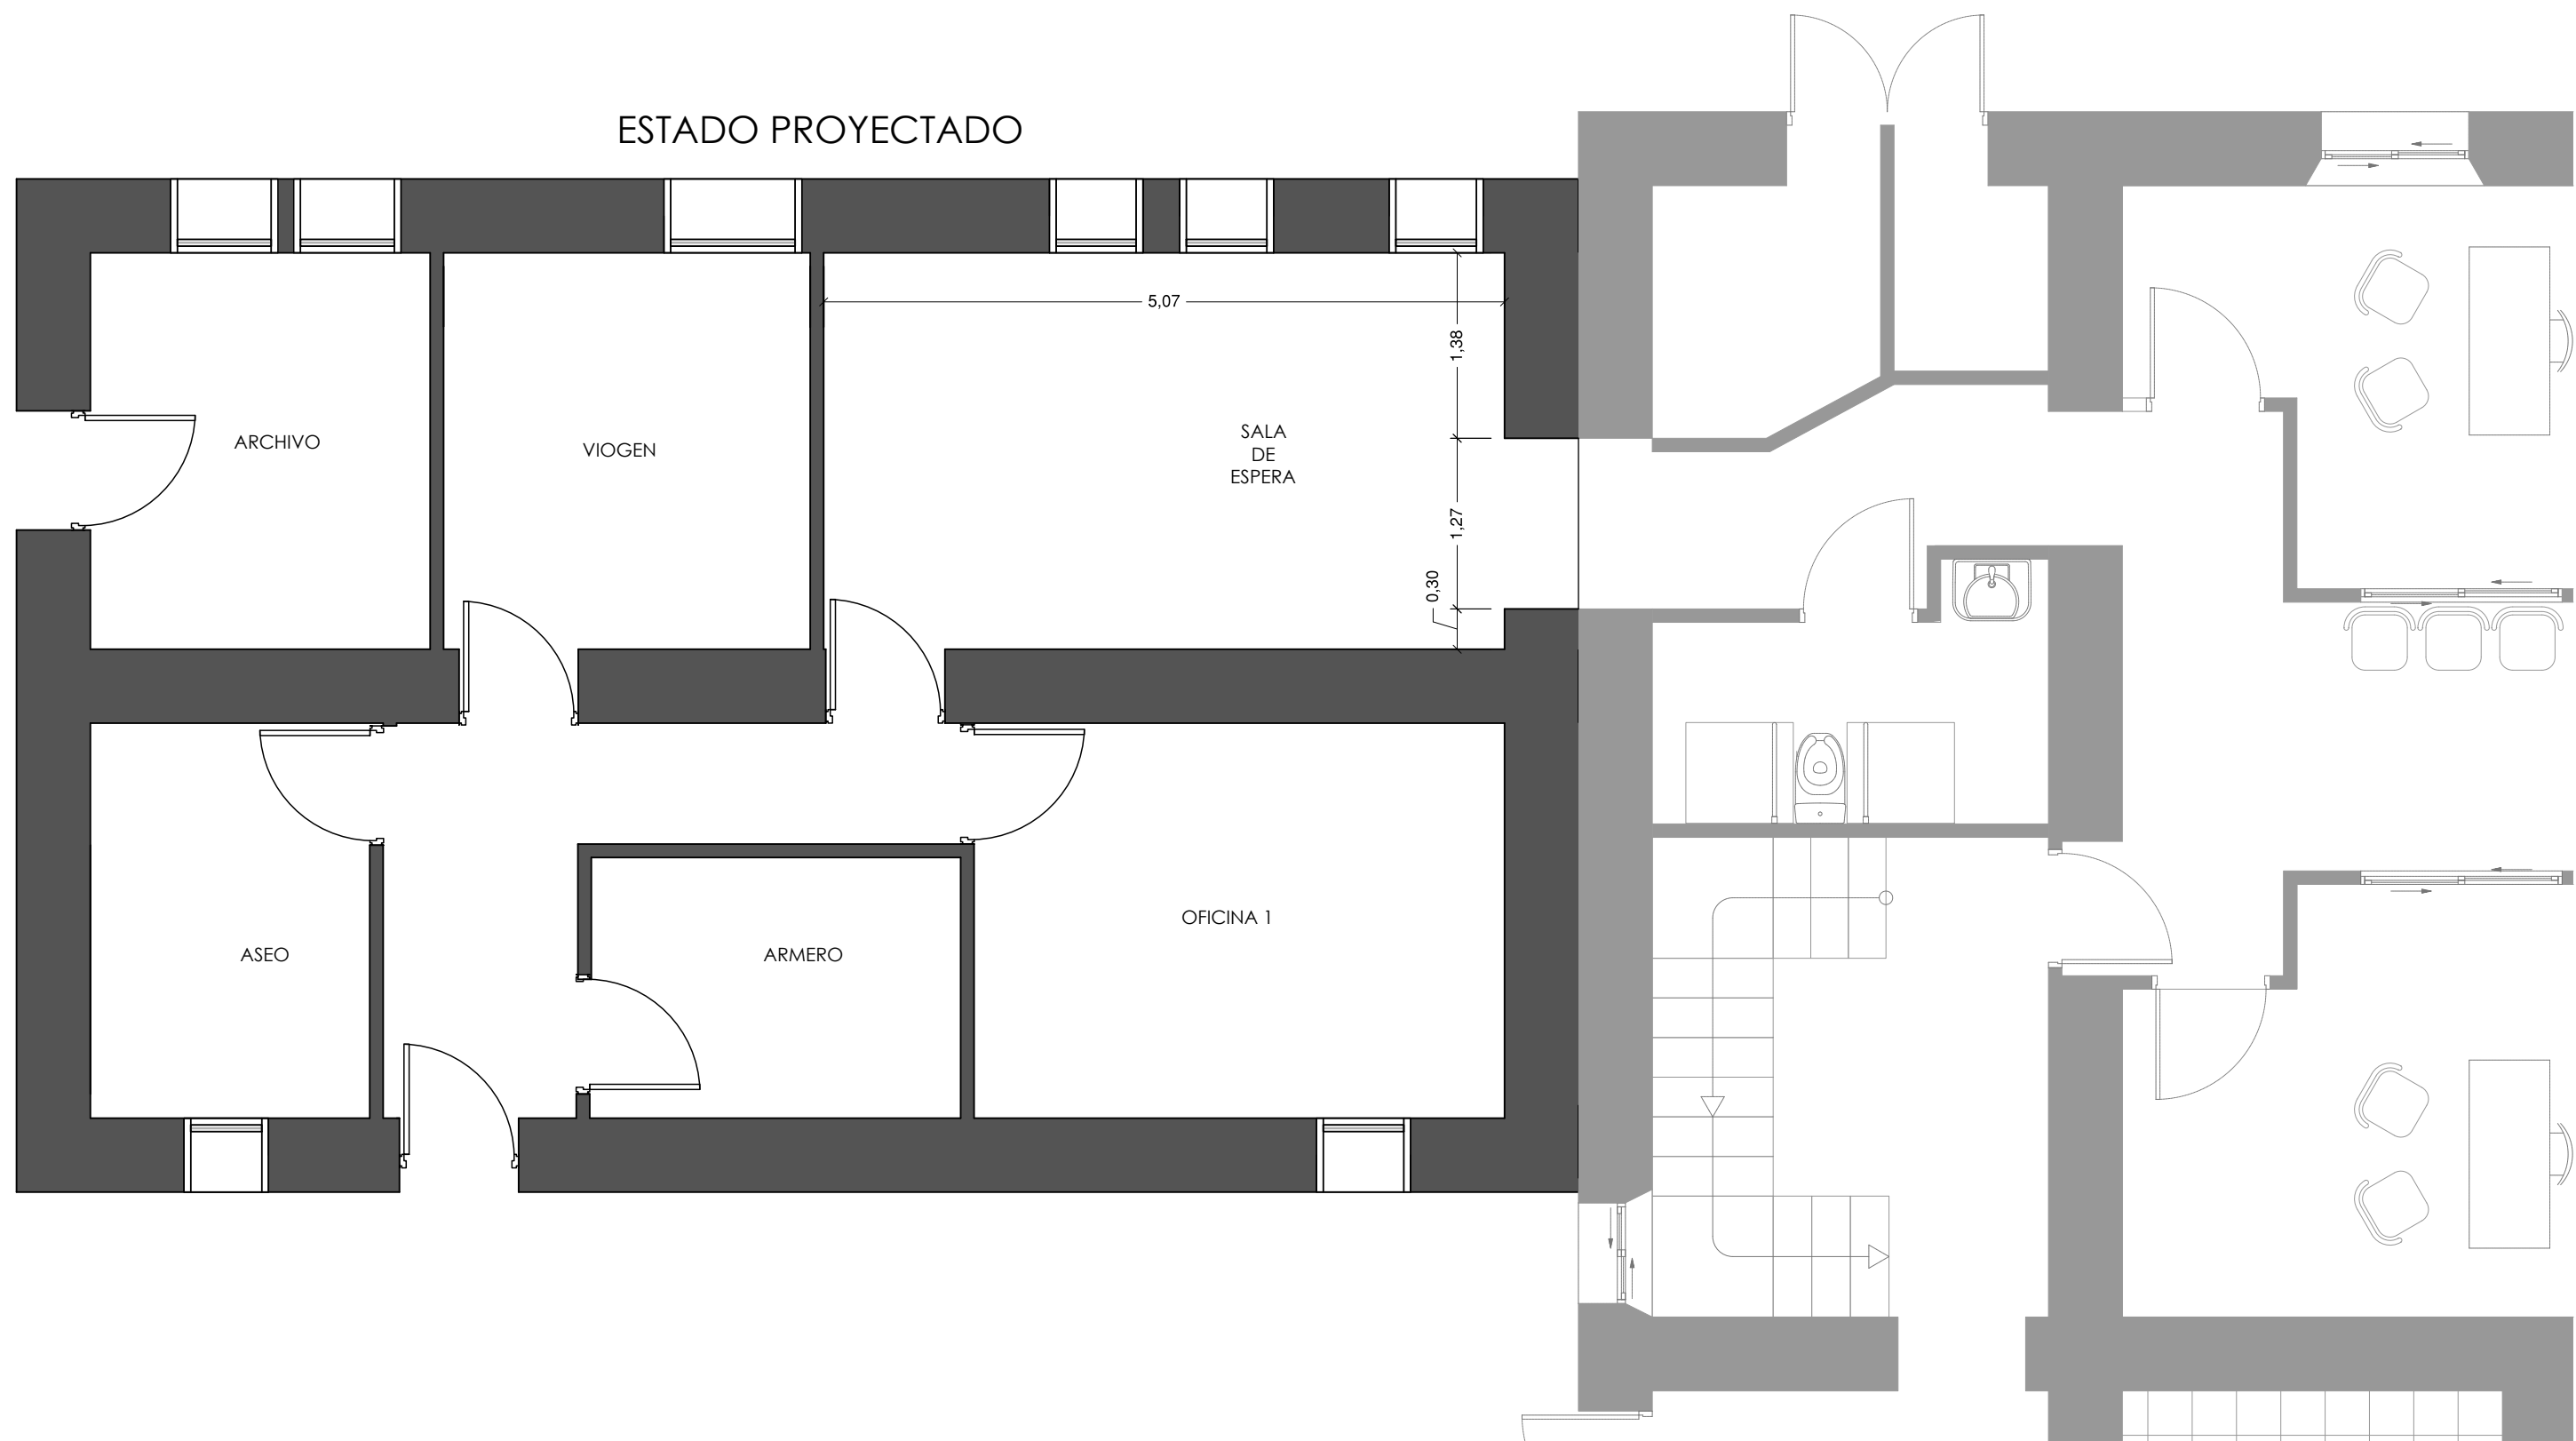 ESTADO PROYECTADO
5,07
1,38
ARCHIVO
VIOGEN
SALA
DE
ESPERA
1,27
0,30
ASEO
ARMERO
OFICINA 1